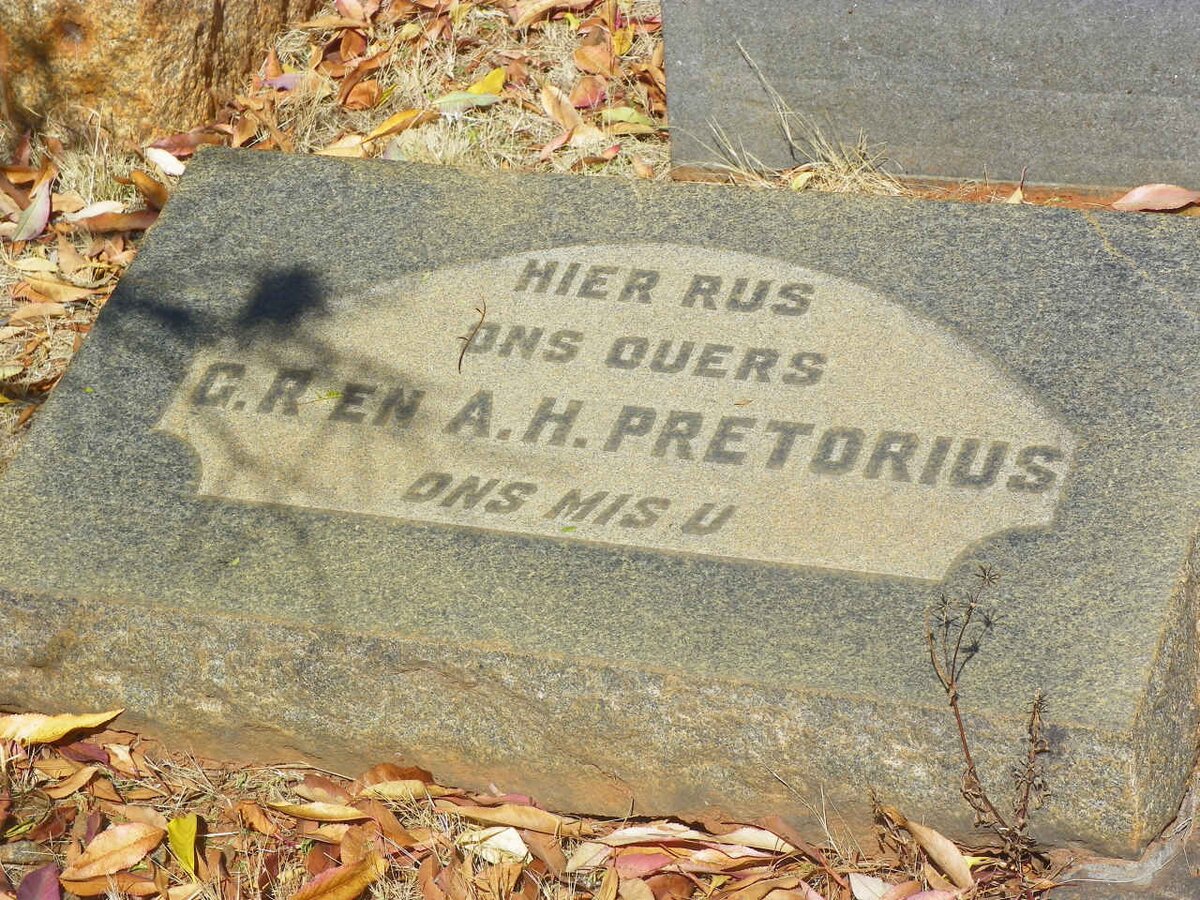 HIER RUS
ONS OUERS
G.R EN A.H. PRETORIUS
ONS MIS U